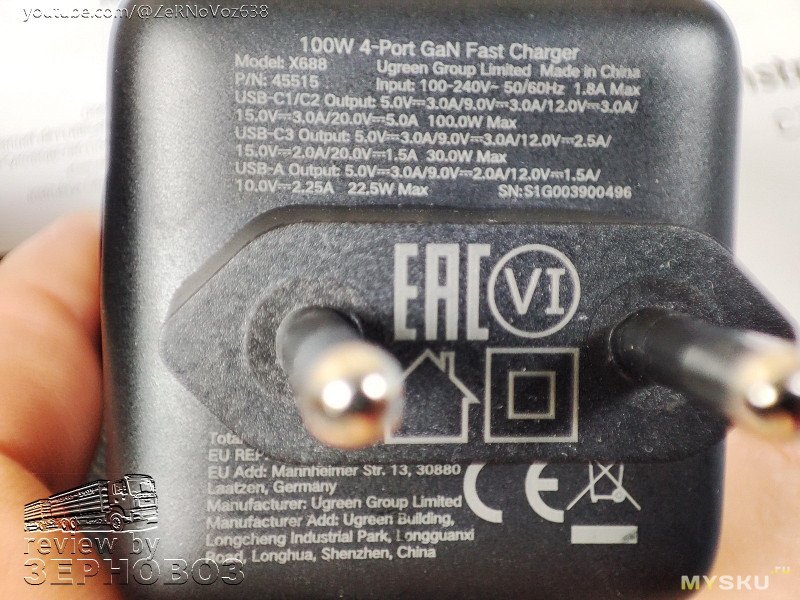 youtube.com/@ZeRNoVoz538
100W 4-Port GaN Fast Charger
Model: X688 Ugreen Group Limited Made in China
P/N: 45515 Input: 100-240V~ 50/60Hz 1.8A Max
USB-C1/C2 Output: 5.0V⎓3.0A/9.0V⎓3.0A/12.0V⎓3.0A/
15.0V⎓3.0A/20.0V⎓5.0A 100.0W Max
USB-C3 Output: 5.0V⎓3.0A/9.0V⎓3.0A/12.0V⎓2.5A/
15.0V⎓2.0A/20.0V⎓1.5A 30.0W Max
USB-A Output: 5.0V⎓3.0A/9.0V⎓2.0A/12.0V⎓1.5A/
10.0V⎓2.25A 22.5W Max SN:S1G003900496
EAC VI
Total
EU REP
EU Add: Mannheimer Str. 13, 30880
Laatzen, Germany
Manufacturer: Ugreen Group Limited
Manufacturer Add: Ugreen Building,
Longcheng Industrial Park, Longguanxi
Road, Longhua, Shenzhen, China
CE
review by
ЗЕРНОВОЗ
MYSKU.ru